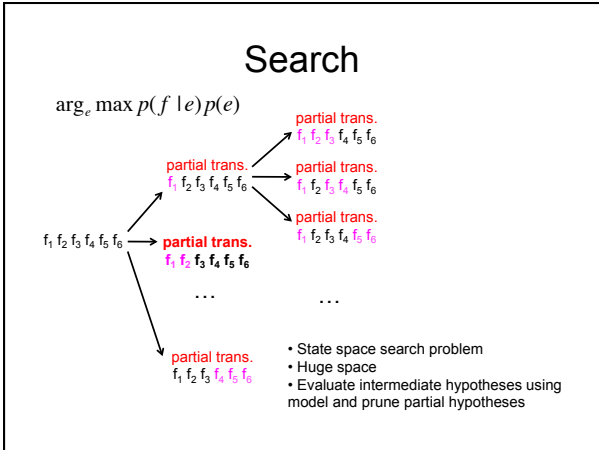 Search
arg_e max p(f | e) p(e)
partial trans.
f₁ f₂ f₃ f₄ f₅ f₆
partial trans.
f₁ f₂ f₃ f₄ f₅ f₆
partial trans.
f₁ f₂ f₃ f₄ f₅ f₆
partial trans.
f₁ f₂ f₃ f₄ f₅ f₆
f₁ f₂ f₃ f₄ f₅ f₆
partial trans.
f₁ f₂ f₃ f₄ f₅ f₆
…
…
partial trans.
f₁ f₂ f₃ f₄ f₅ f₆
• State space search problem
• Huge space
• Evaluate intermediate hypotheses using
model and prune partial hypotheses